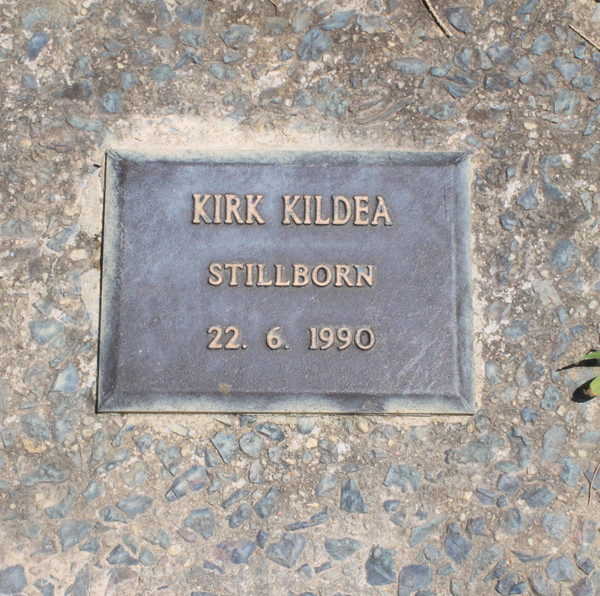 KIRK KILDEA
STILLBORN
22. 6. 1990